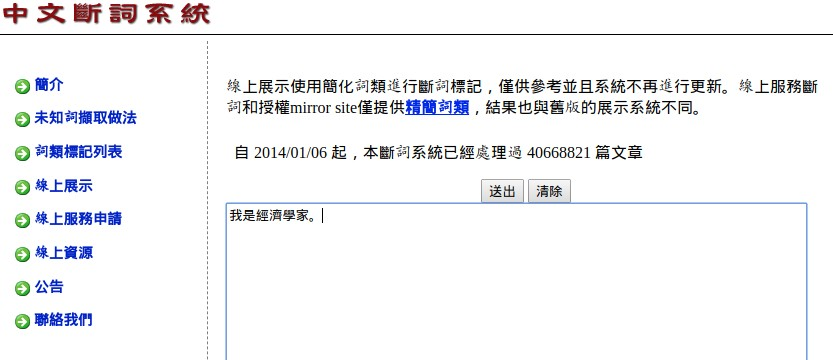 中文斷詞系統
簡介
未知詞擷取做法
詞類標記列表
線上展示
線上服務申請
線上資源
公告
聯絡我們
線上展示使用簡化詞類進行斷詞標記，僅供參考並且系統不再進行更新。線上服務斷
詞和授權mirror site僅提供精簡詞類，結果也與舊版的展示系統不同。
自 2014/01/06 起，本斷詞系統已經處理過 40668821 篇文章
送出 清除
我是經濟學家。